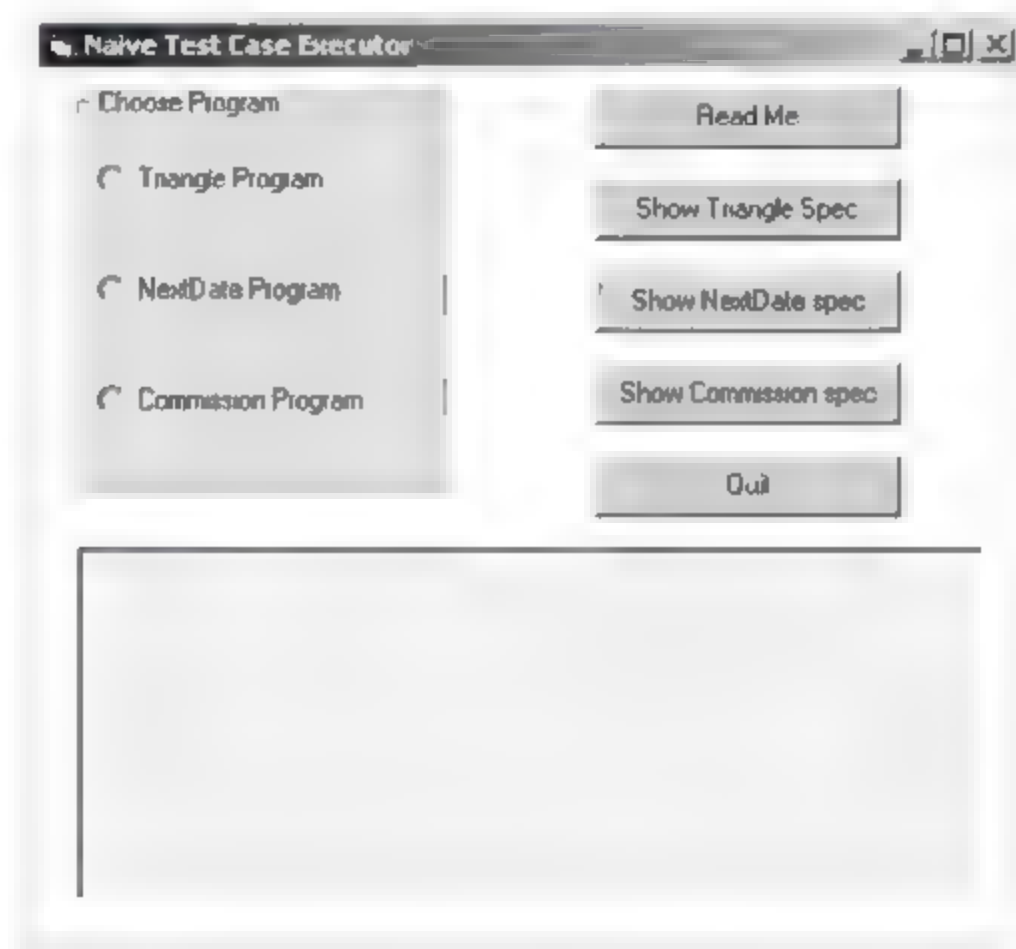 Naive Test Case Executor
Choose Program
Triangle Program
NextDate Program
Commission Program
Read Me
Show Triangle Spec
Show NextDate spec
Show Commission spec
Quit